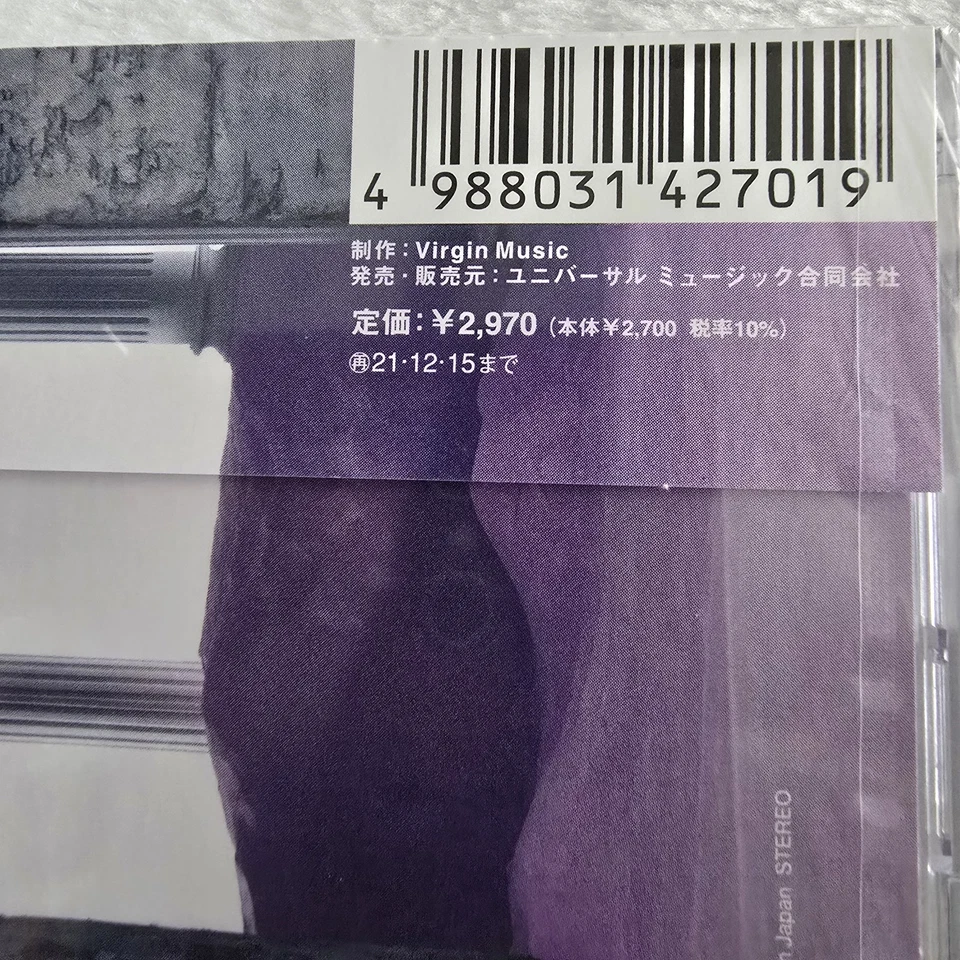 4 988031 427019
制作：Virgin Music
発売・販売元：ユニバーサル ミュージック合同会社
定価：￥2,970（本体￥2,700 税率10%）
㊢21·12·15まで
Japan STEREO